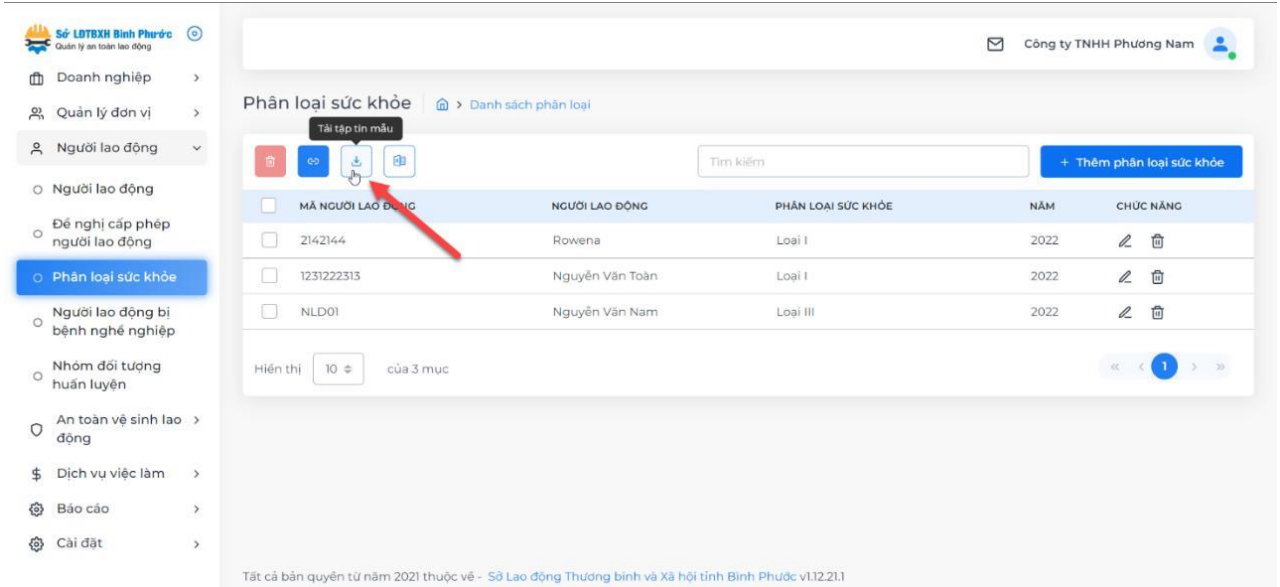 Sở LĐTBXH Bình Phước
Quản lý an toàn lao động
Công ty TNHH Phương Nam
Doanh nghiệp
Quản lý đơn vị
Người lao động
Người lao động
Đề nghị cấp phép
người lao động
Phân loại sức khỏe
Người lao động bị
bệnh nghề nghiệp
Nhóm đối tượng
huấn luyện
An toàn vệ sinh lao
động
Dịch vụ việc làm
Báo cáo
Cài đặt
Phân loại sức khỏe > Danh sách phân loại
Tải tập tin mẫu
Tìm kiếm
+ Thêm phân loại sức khỏe
MÃ NGƯỜI LAO ĐỘNG NGƯỜI LAO ĐỘNG PHÂN LOẠI SỨC KHỎE NĂM CHỨC NĂNG
2142144 Rowena Loại I 2022
1231222313 Nguyễn Văn Toàn Loại I 2022
NLD01 Nguyễn Văn Nam Loại III 2022
Hiển thị 10 của 3 mục
« < 1 > »
Tất cả bản quyền từ năm 2021 thuộc về - Sở Lao động Thương binh và Xã hội tỉnh Bình Phước v1.12.21.1